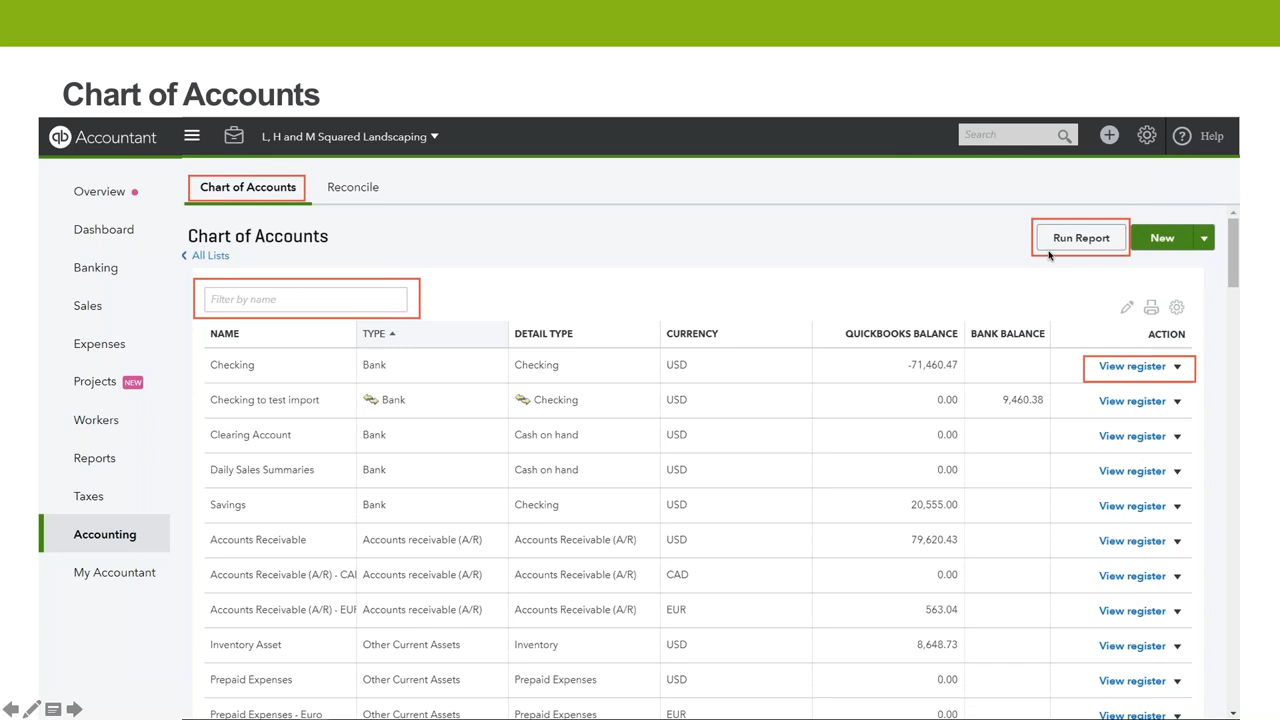 Chart of Accounts
qb Accountant L, H and M Squared Landscaping Search Help
Overview
Dashboard
Banking
Sales
Expenses
Projects NEW
Workers
Reports
Taxes
Accounting
My Accountant
Chart of Accounts Reconcile
Chart of Accounts Run Report New
All Lists
Filter by name
NAME TYPE DETAIL TYPE CURRENCY QUICKBOOKS BALANCE BANK BALANCE ACTION
Checking Bank Checking USD -71,460.47 View register
Checking to test import Bank Checking USD 0.00 9,460.38 View register
Clearing Account Bank Cash on hand USD 0.00 View register
Daily Sales Summaries Bank Cash on hand USD 0.00 View register
Savings Bank Checking USD 20,555.00 View register
Accounts Receivable Accounts receivable (A/R) Accounts Receivable (A/R) USD 79,620.43 View register
Accounts Receivable (A/R) - CAI Accounts receivable (A/R) Accounts Receivable (A/R) CAD 0.00 View register
Accounts Receivable (A/R) - EUF Accounts receivable (A/R) Accounts Receivable (A/R) EUR 563.04 View register
Inventory Asset Other Current Assets Inventory USD 8,648.73 View register
Prepaid Expenses Other Current Assets Prepaid Expenses USD 0.00 View register
Prepaid Expenses - Euro Other Current Assets Prepaid Expenses EUR 0.00 View register